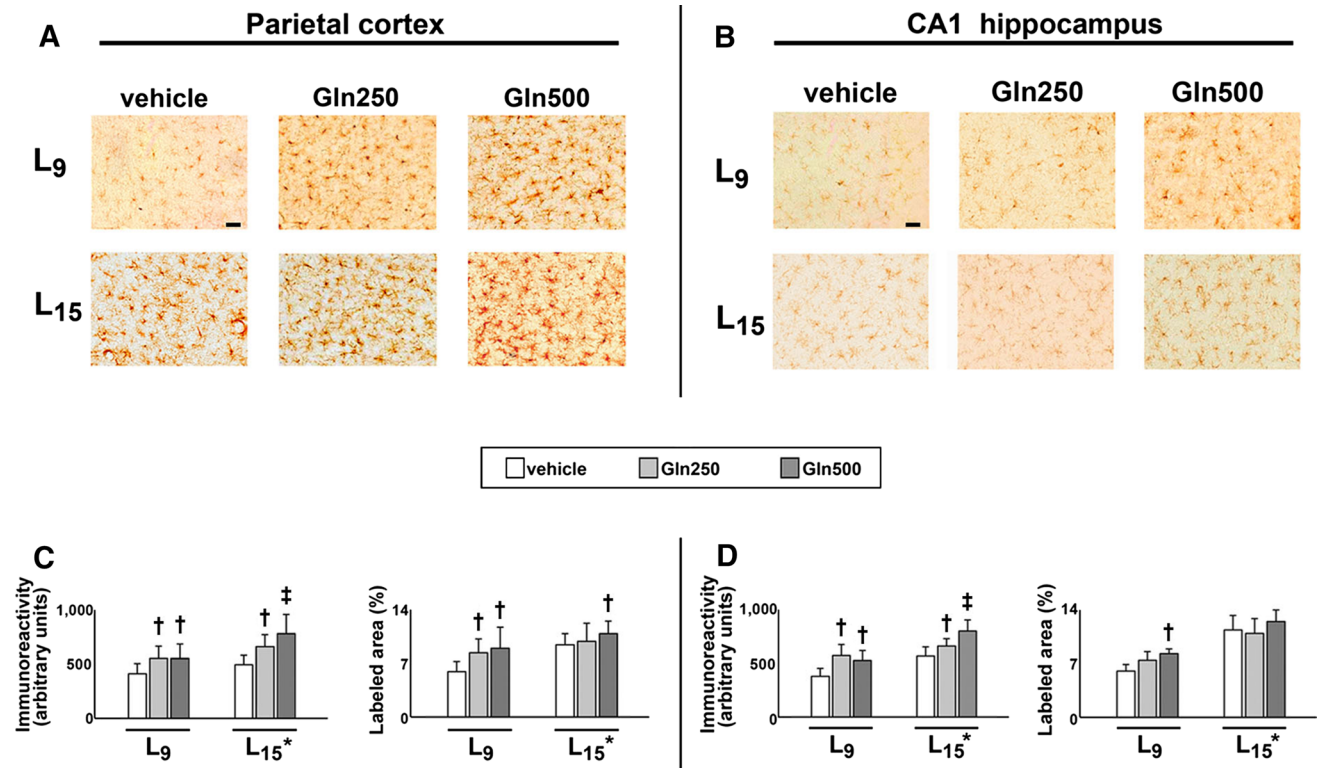 A
Parietal cortex
vehicle Gln250 Gln500
L9
L15
B
CA1 hippocampus
vehicle Gln250 Gln500
L9
L15
vehicle Gln250 Gln500
C
Immunoreactivity
(arbitrary units)
1,000
500
0
† † † ‡
L9 L15*
Labeled area (%)
14
7
0
† † †
L9 L15*
D
Immunoreactivity
(arbitrary units)
1,000
500
0
† † † ‡
L9 L15*
Labeled area (%)
14
7
0
†
L9 L15*